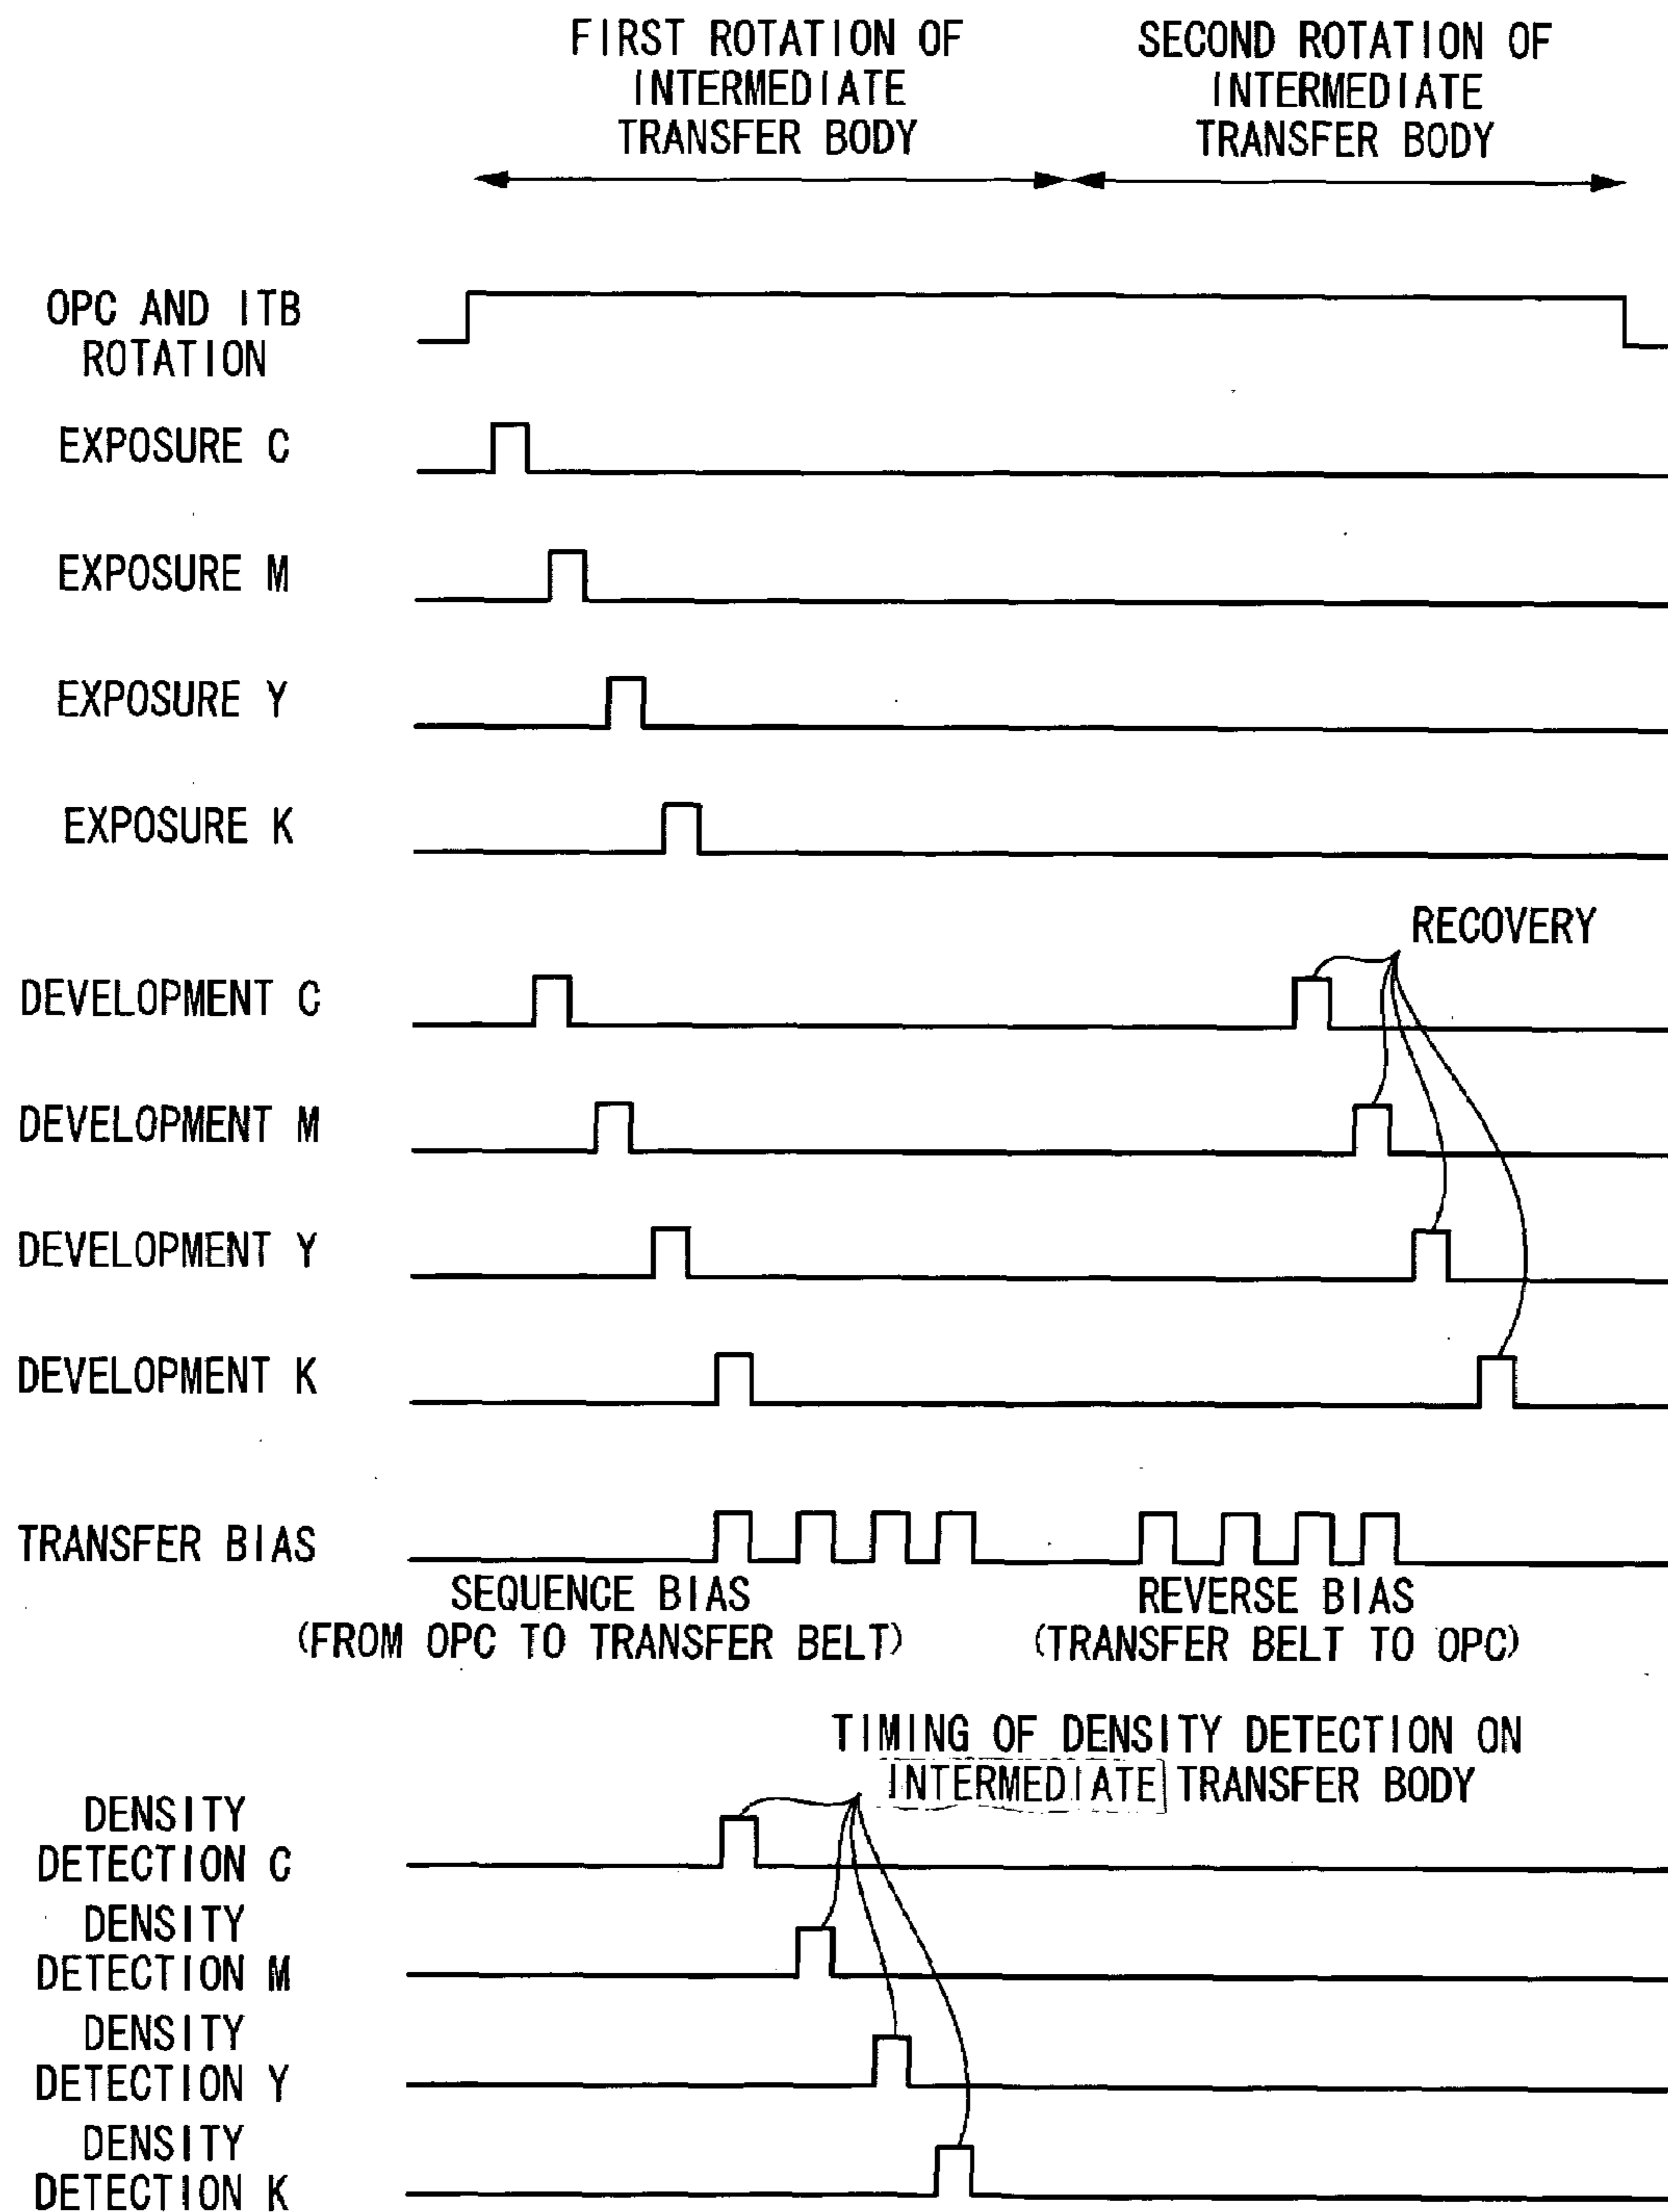 FIRST ROTATION OF
INTERMEDIATE
TRANSFER BODY
SECOND ROTATION OF
INTERMEDIATE
TRANSFER BODY
OPC AND ITB
ROTATION
EXPOSURE C
EXPOSURE M
EXPOSURE Y
EXPOSURE K
RECOVERY
DEVELOPMENT C
DEVELOPMENT M
DEVELOPMENT Y
DEVELOPMENT K
TRANSFER BIAS
SEQUENCE BIAS
(FROM OPC TO TRANSFER BELT)
REVERSE BIAS
(TRANSFER BELT TO OPC)
TIMING OF DENSITY DETECTION ON
INTERMEDIATE TRANSFER BODY
DENSITY
DETECTION C
DENSITY
DETECTION M
DENSITY
DETECTION Y
DENSITY
DETECTION K